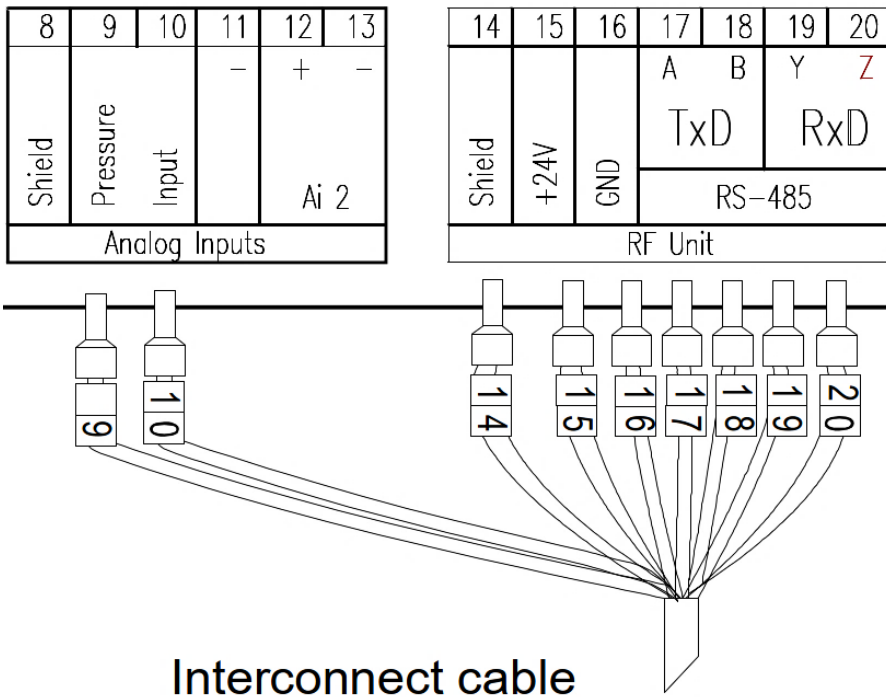 8 9 10 11 12 13
− + −
Shield
Pressure
Input
Ai 2
Analog Inputs
14 15 16 17 18 19 20
A B Y Z
Shield
+24V
GND
TxD RxD
RS-485
RF Unit
9
10
14
15
16
17
18
19
20
Interconnect cable